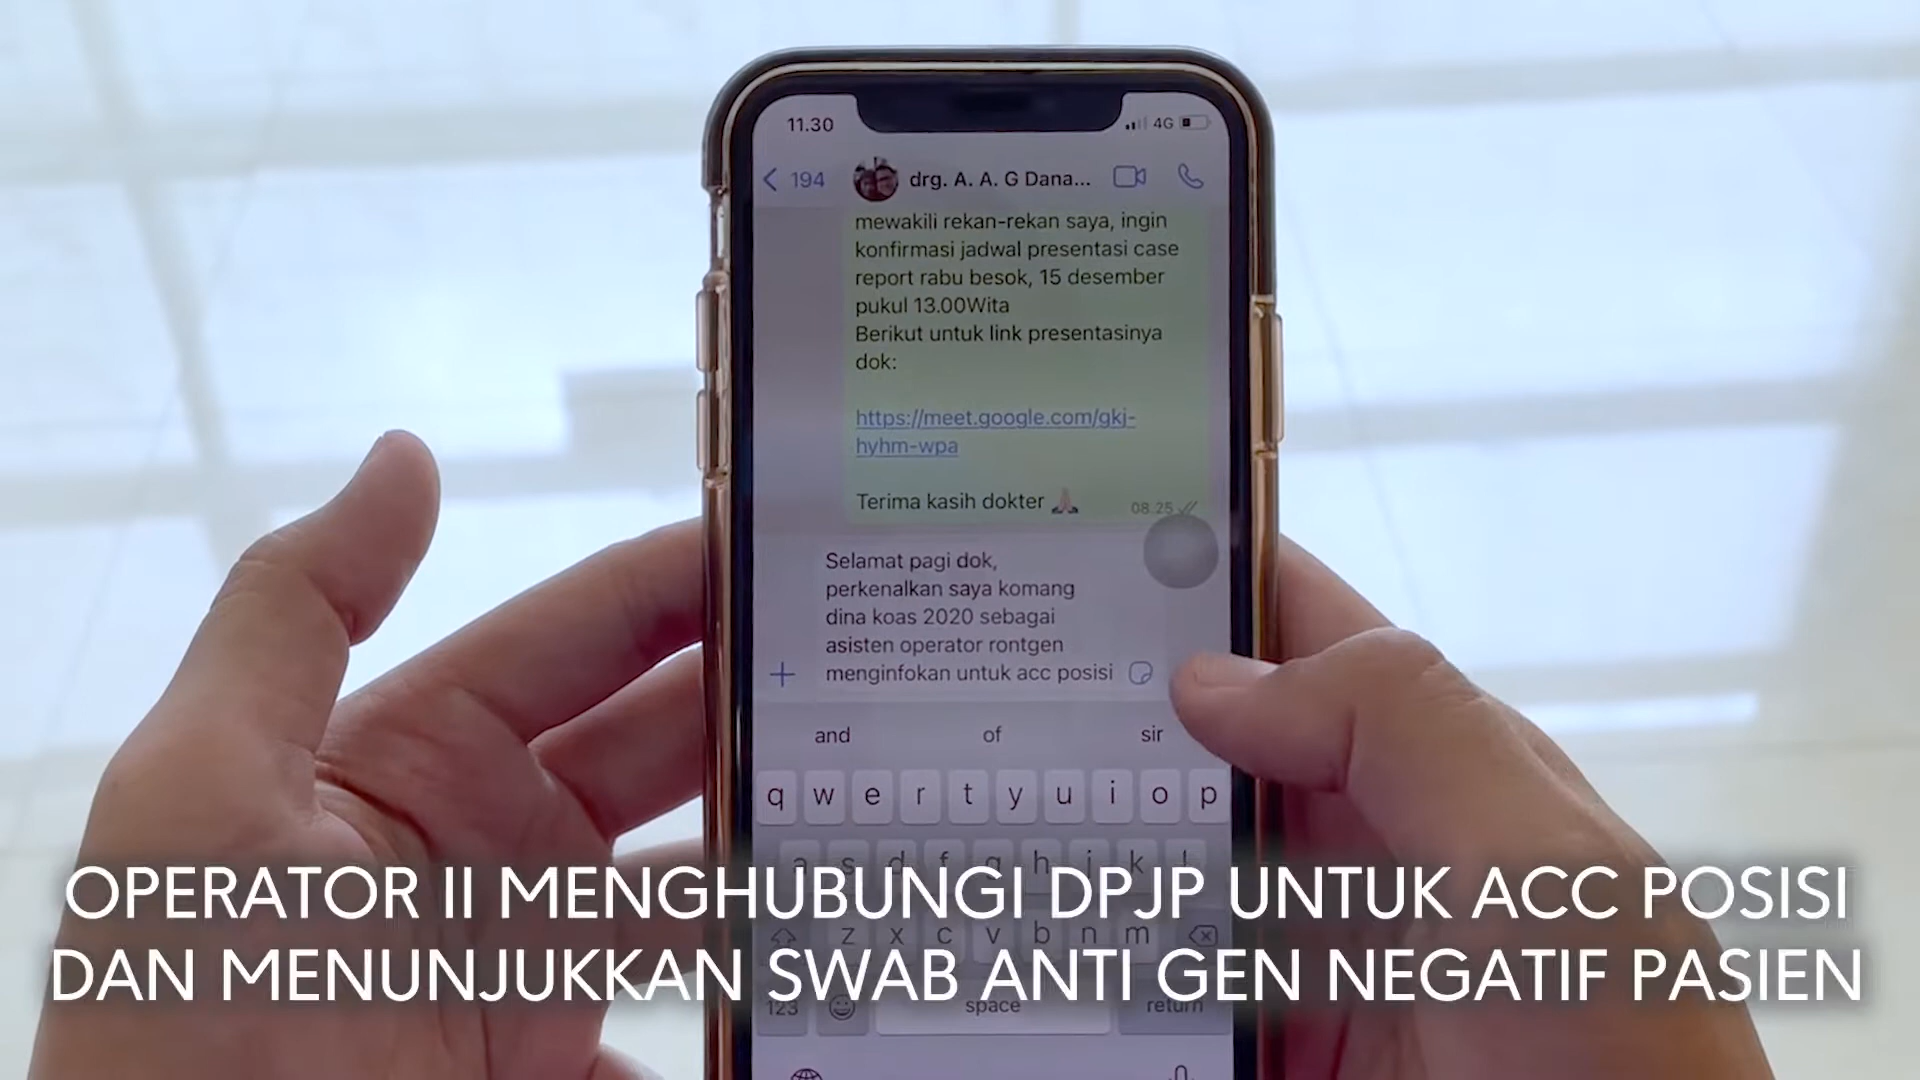 11.30
4G
194
drg. A. A. G Dana...
mewakili rekan-rekan saya, ingin
konfirmasi jadwal presentasi case
report rabu besok, 15 desember
pukul 13.00Wita
Berikut untuk link presentasinya
dok:
https://meet.google.com/gkj-
hyhm-wpa
Terima kasih dokter 🙏
08.25
Selamat pagi dok,
perkenalkan saya komang
dina koas 2020 sebagai
asisten operator rontgen
menginfokan untuk acc posisi
and of sir
q w e r t y u i o p
a s d f g h j k l
OPERATOR II MENGHUBUNGI DPJP UNTUK ACC POSISI
z x c v b n m
DAN MENUNJUKKAN SWAB ANTI GEN NEGATIF PASIEN
123 space return